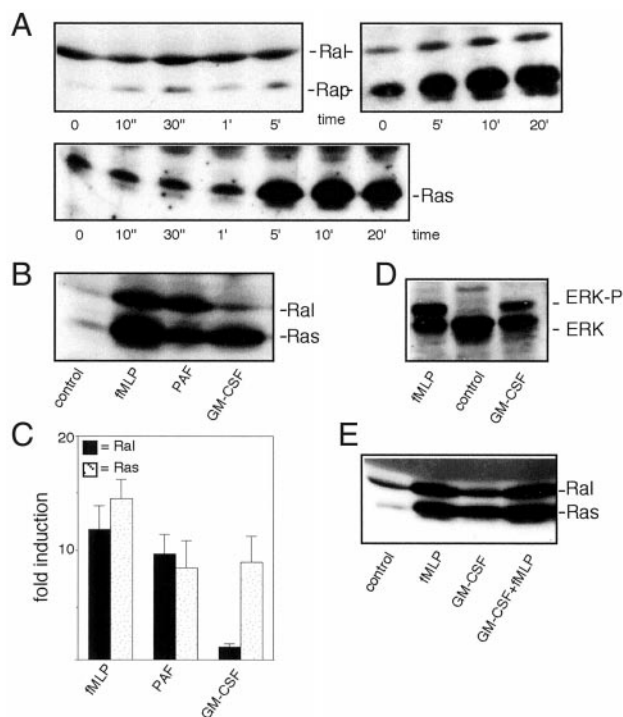 A
-Ral-
-Rap-
0 10" 30" 1' 5' time 0 5' 10' 20'
-Ras
0 10" 30" 1' 5' 10' 20' time
B
-Ral
-Ras
control fMLP PAF GM-CSF
D
ERK-P
ERK
fMLP control GM-CSF
C
20
= Ral
= Ras
10
fold induction
fMLP PAF GM-CSF
E
-Ral
-Ras
control fMLP GM-CSF GM-CSF+fMLP